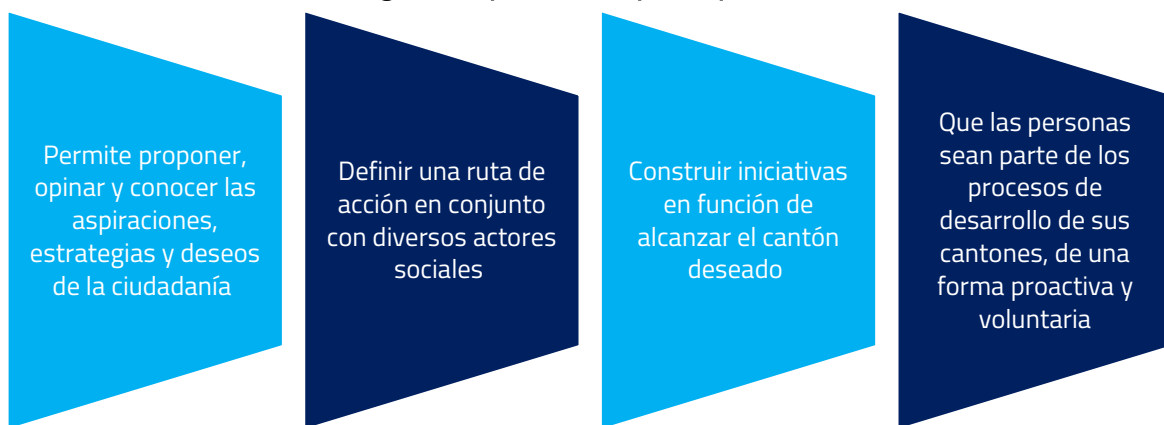 Permite proponer,
opinar y conocer las
aspiraciones,
estrategias y deseos
de la ciudadanía
Definir una ruta de
acción en conjunto
con diversos actores
sociales
Construir iniciativas
en función de
alcanzar el cantón
deseado
Que las personas
sean parte de los
procesos de
desarrollo de sus
cantones, de una
forma proactiva y
voluntaria